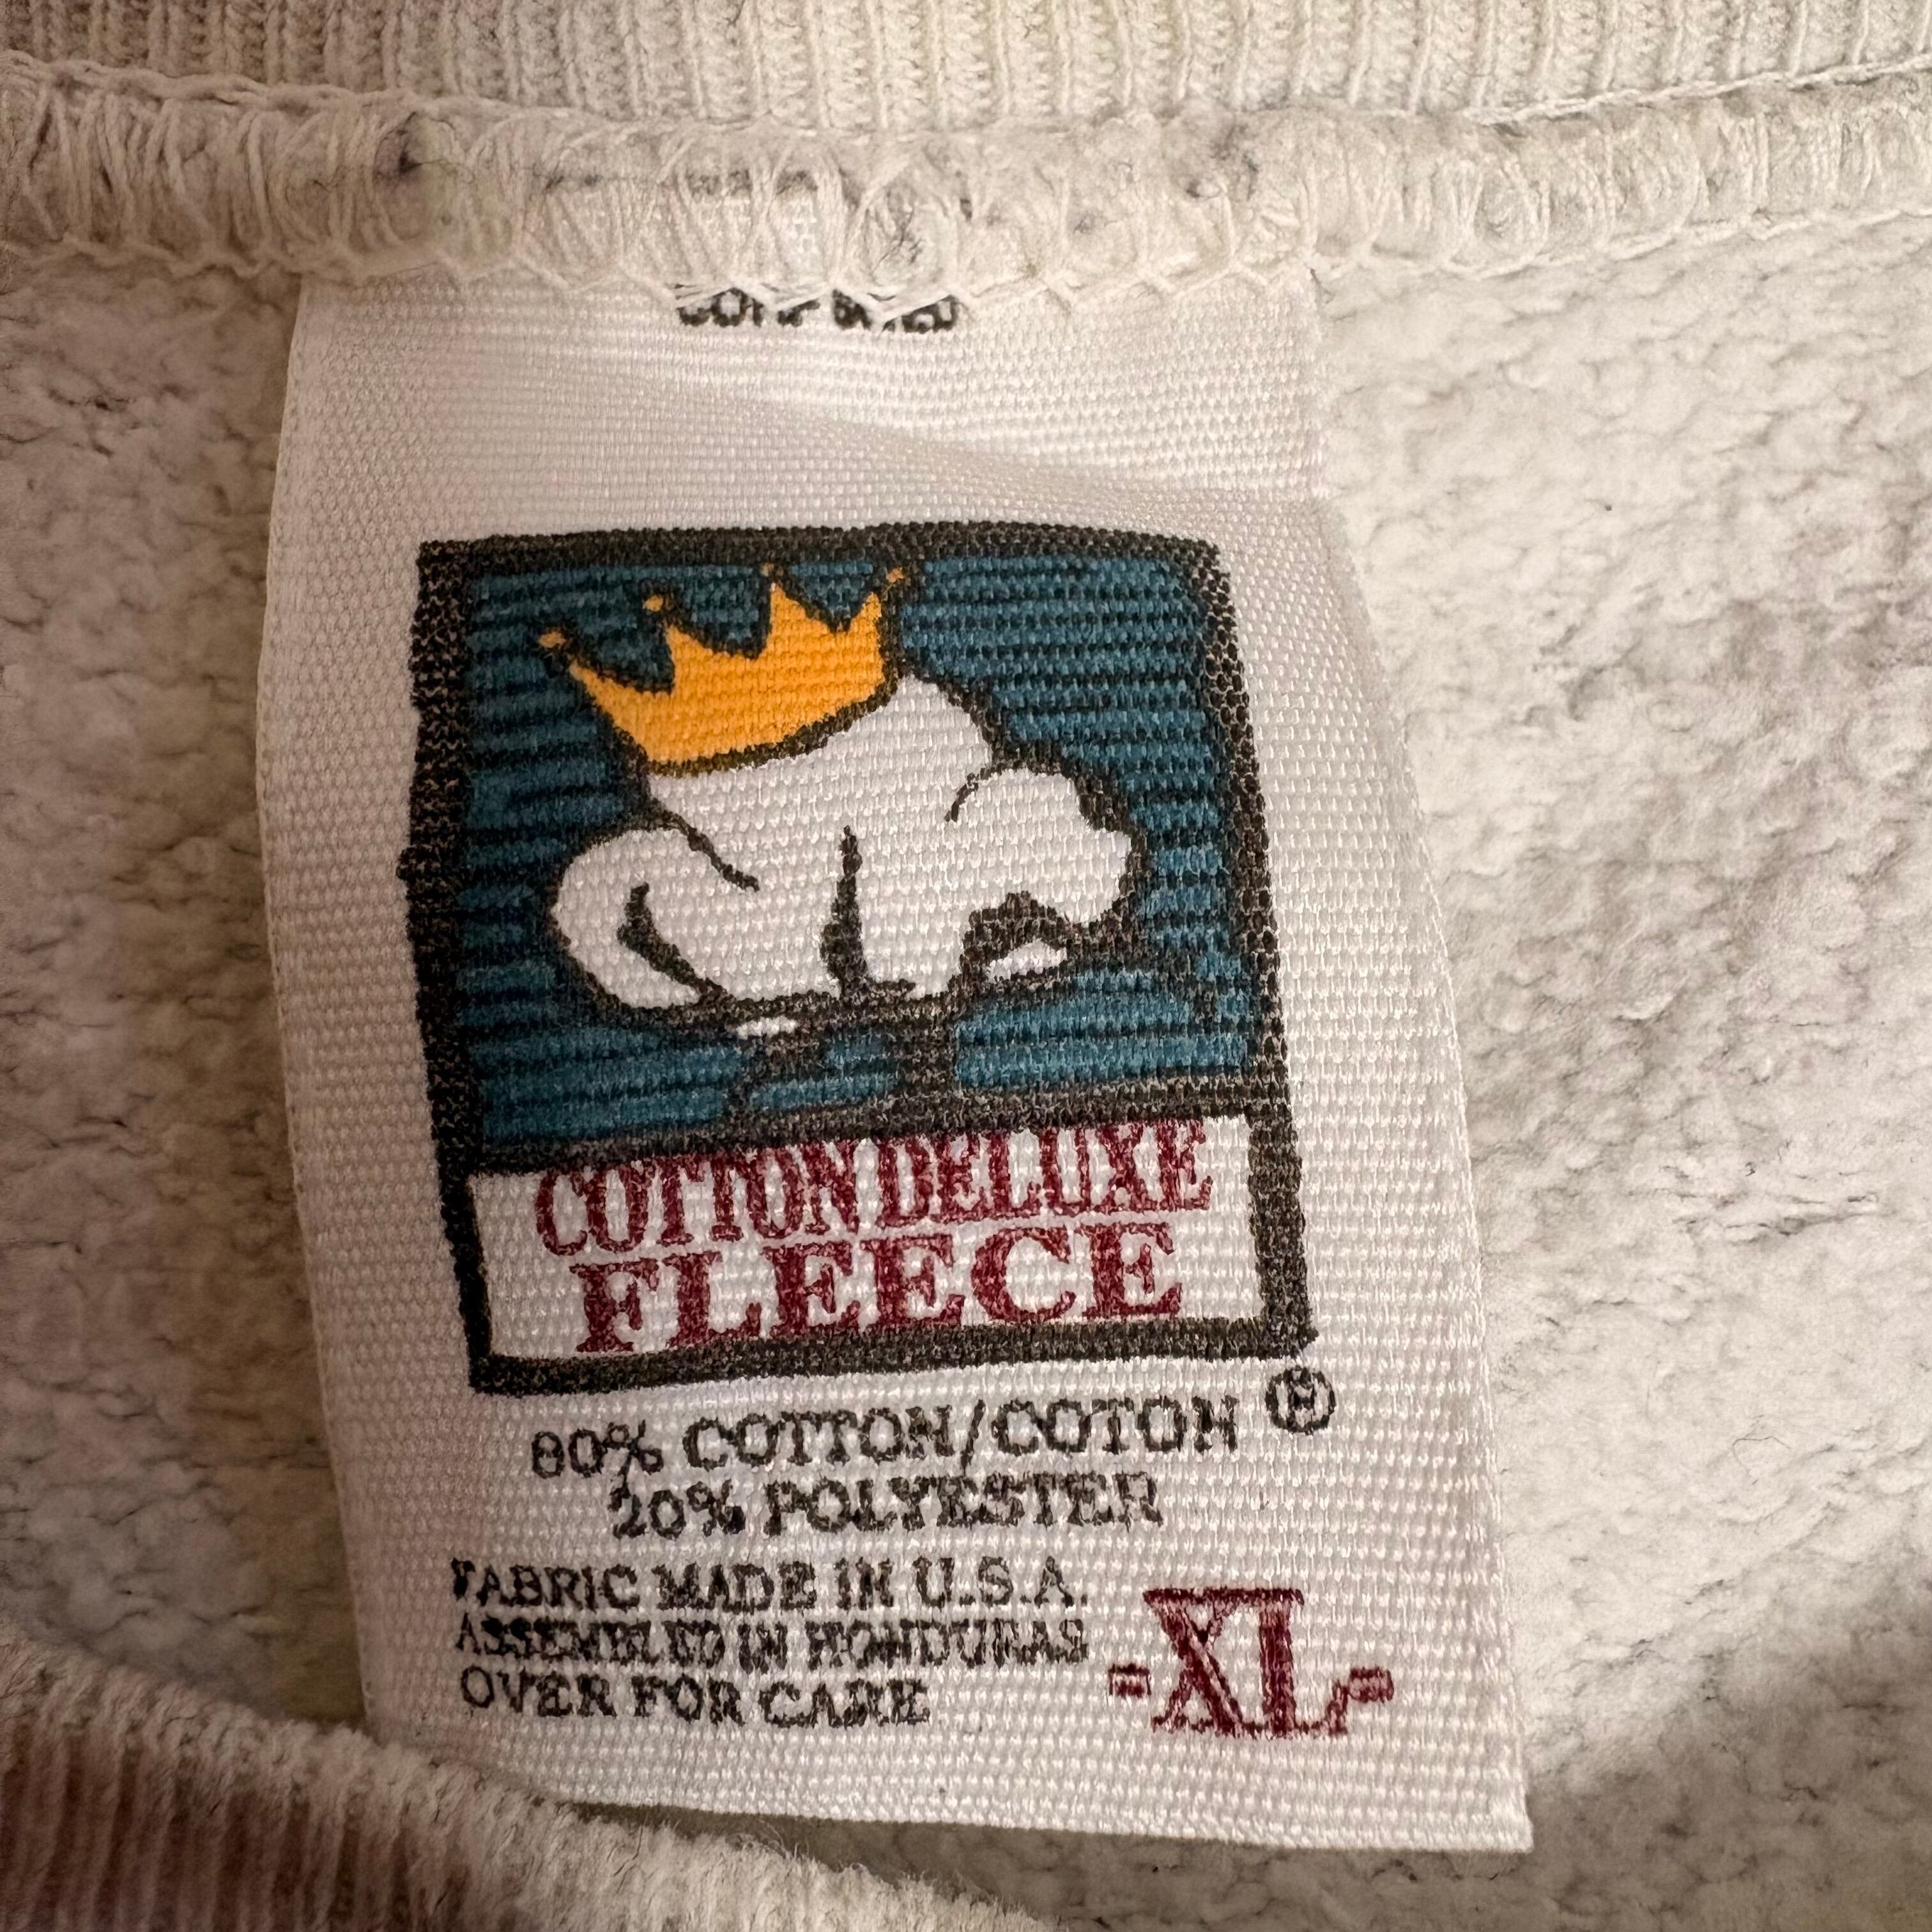 COTTON DELUXE
FLEECE
®
80% COTTON/COTON
20% POLYESTER
FABRIC MADE IN U.S.A.
ASSEMBLED IN HONDURAS
OVER FOR CARE
-XL-